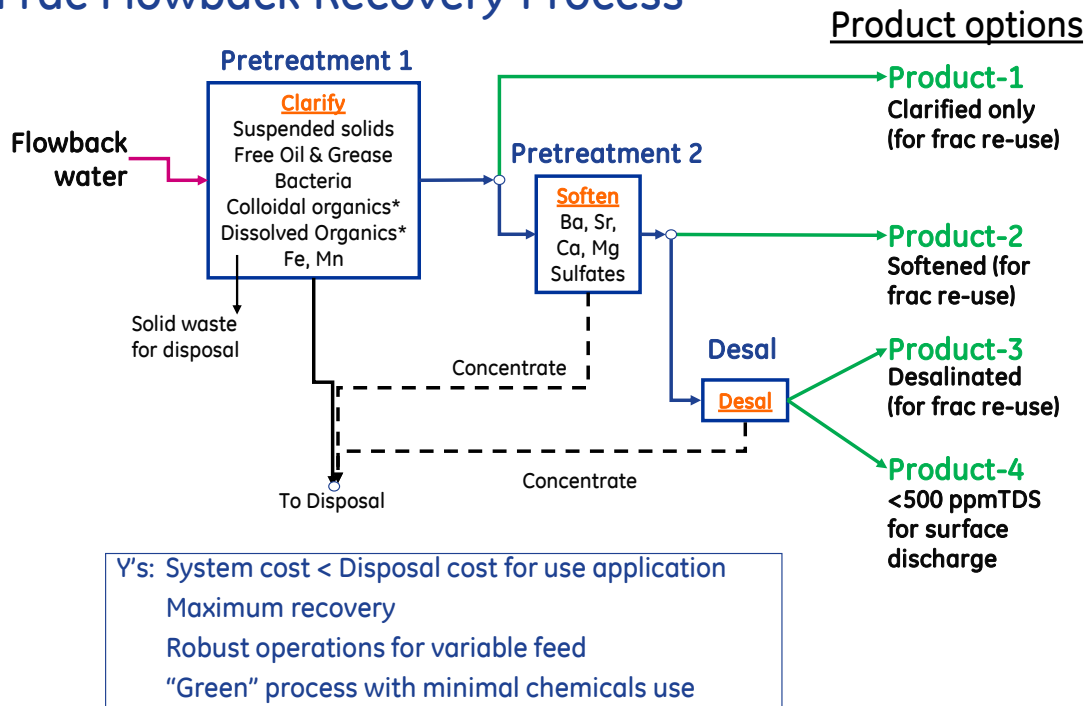 Frac Flowback Recovery Process
Product options
Pretreatment 1
Clarify
Suspended solids
Free Oil & Grease
Bacteria
Colloidal organics*
Dissolved Organics*
Fe, Mn
Flowback
water
Solid waste
for disposal
Pretreatment 2
Soften
Ba, Sr,
Ca, Mg
Sulfates
Concentrate
Desal
Desal
Concentrate
To Disposal
Product-1
Clarified only
(for frac re-use)
Product-2
Softened (for
frac re-use)
Product-3
Desalinated
(for frac re-use)
Product-4
<500 ppmTDS
for surface
discharge
Y's: System cost < Disposal cost for use application
Maximum recovery
Robust operations for variable feed
“Green” process with minimal chemicals use